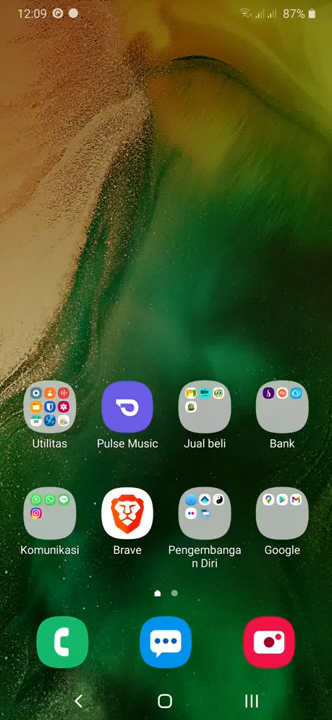 12:09
87%
Utilitas
Pulse Music
Jual beli
Bank
Komunikasi
Brave
Pengembanga
n Diri
Google